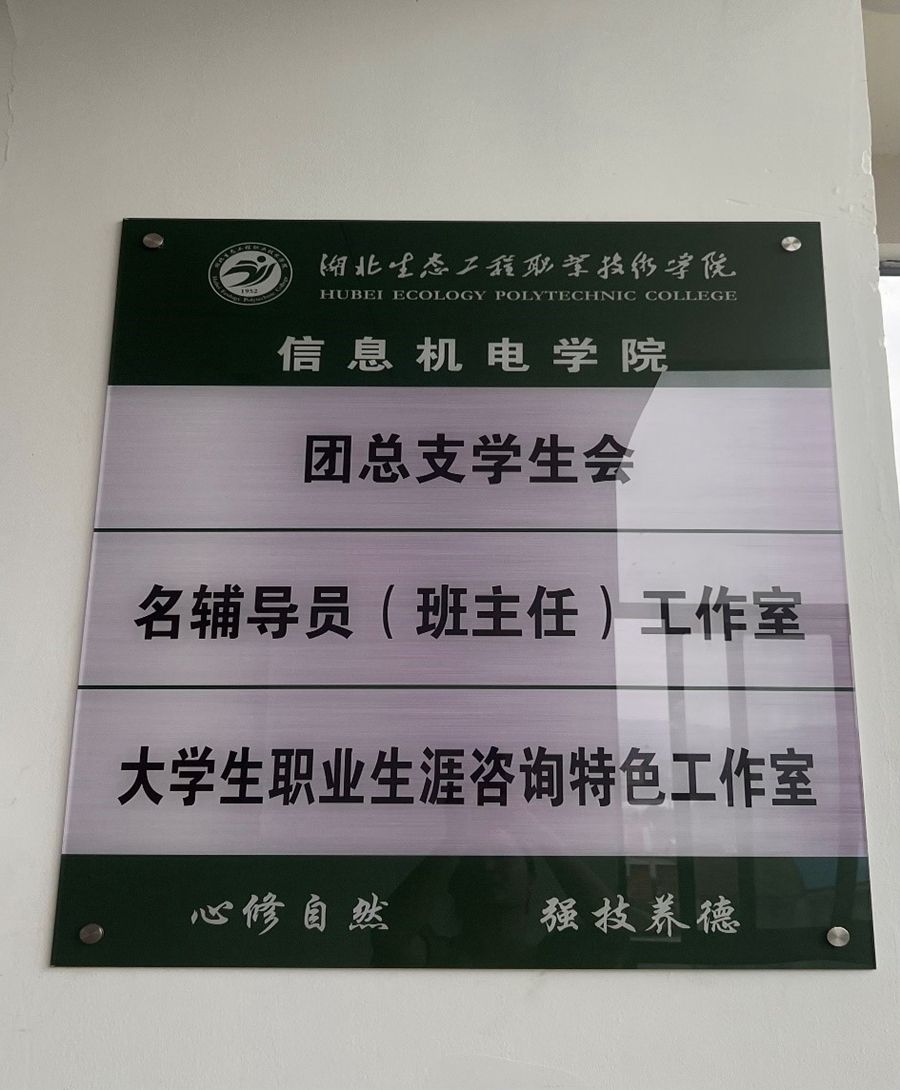 湖北生态工程职业技术学院
HUBEI ECOLOGY POLYTECHNIC COLLEGE
1952
信息机电学院
团总支学生会
名辅导员（班主任）工作室
大学生职业生涯咨询特色工作室
心修自然 强技养德